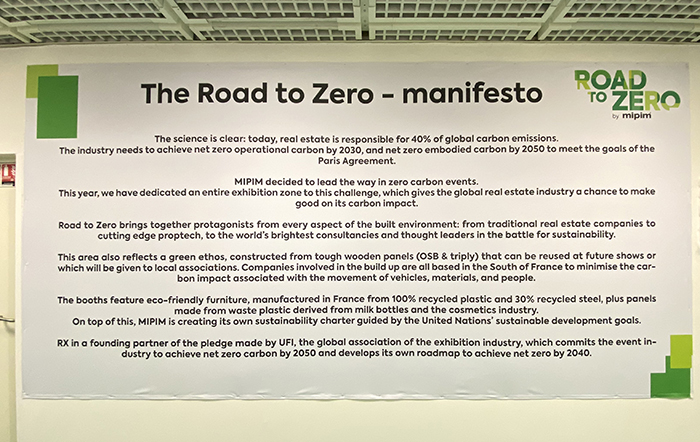 The Road to Zero - manifesto
ROAD
TO ZERO
by mipim
The science is clear: today, real estate is responsible for 40% of global carbon emissions.
The industry needs to achieve net zero operational carbon by 2030, and net zero embodied carbon by 2050 to meet the goals of the
Paris Agreement.
MIPIM decided to lead the way in zero carbon events.
This year, we have dedicated an entire exhibition zone to this challenge, which gives the global real estate industry a chance to make
good on its carbon impact.
Road to Zero brings together protagonists from every aspect of the built environment: from traditional real estate companies to
cutting edge proptech, to the world's brightest consultancies and thought leaders in the battle for sustainability.
This area also reflects a green ethos, constructed from tough wooden panels (OSB & triply) that can be reused at future shows or
which will be given to local associations. Companies involved in the build up are all based in the South of France to minimise the car-
bon impact associated with the movement of vehicles, materials, and people.
The booths feature eco-friendly furniture, manufactured in France from 100% recycled plastic and 30% recycled steel, plus panels
made from waste plastic derived from milk bottles and the cosmetics industry.
On top of this, MIPIM is creating its own sustainability charter guided by the United Nations' sustainable development goals.
RX in a founding partner of the pledge made by UFI, the global association of the exhibition industry, which commits the event in-
dustry to achieve net zero carbon by 2050 and develops its own roadmap to achieve net zero by 2040.